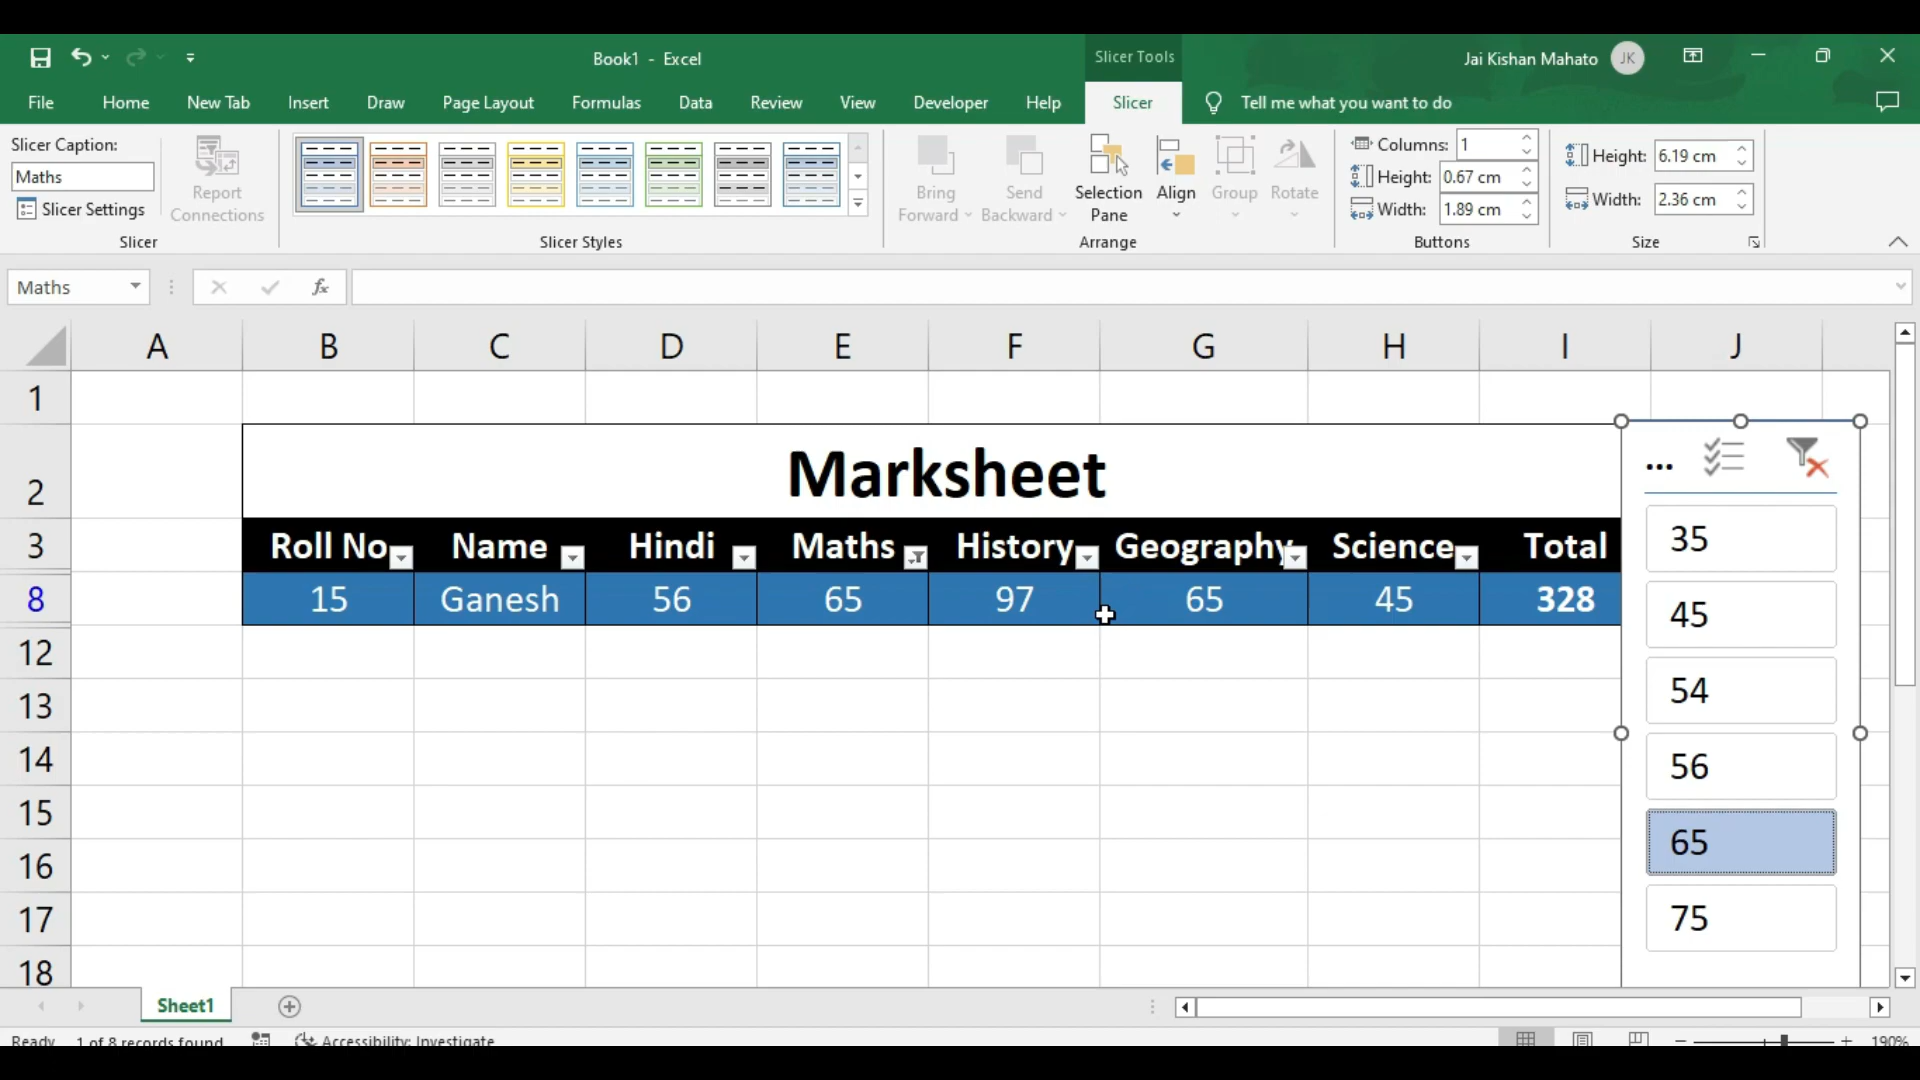 Book1 - Excel
Slicer Tools
Jai Kishan Mahato
JK
File Home New Tab Insert Draw Page Layout Formulas Data Review View Developer Help Slicer Tell me what you want to do
Slicer Caption:
Maths
Slicer Settings
Report
Connections
Slicer
Slicer Styles
Bring
Forward
Send
Backward
Selection
Pane
Align
Group
Rotate
Arrange
Columns: 1
Height: 0.67 cm
Width: 1.89 cm
Buttons
Height: 6.19 cm
Width: 2.36 cm
Size
Maths
fx
A B C D E F G H I J
1
2 Marksheet
3 Roll No Name Hindi Maths History Geography Science Total
8 15 Ganesh 56 65 97 65 45 328
12
13
14
15
16
17
18
...
35
45
54
56
65
75
Sheet1
Ready 1 of 8 records found Accessibility: Investigate
190%